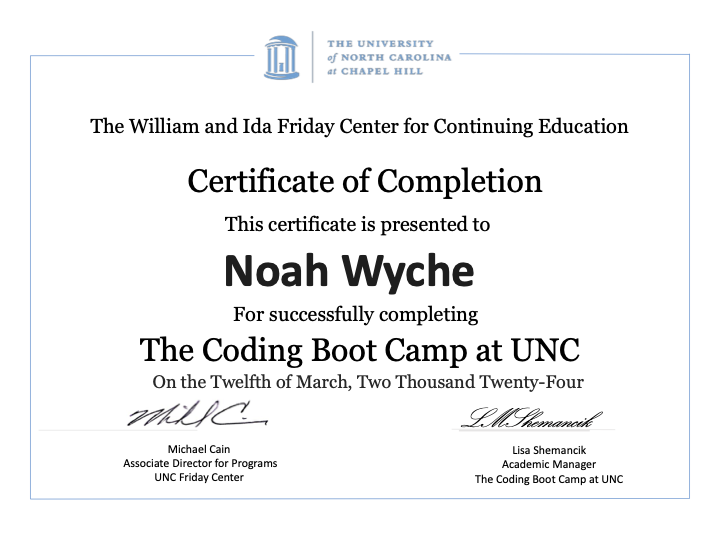 THE UNIVERSITY
of NORTH CAROLINA
at CHAPEL HILL
The William and Ida Friday Center for Continuing Education
Certificate of Completion
This certificate is presented to
Noah Wyche
For successfully completing
The Coding Boot Camp at UNC
On the Twelfth of March, Two Thousand Twenty-Four
LMShemancik
Michael Cain
Associate Director for Programs
UNC Friday Center
Lisa Shemancik
Academic Manager
The Coding Boot Camp at UNC